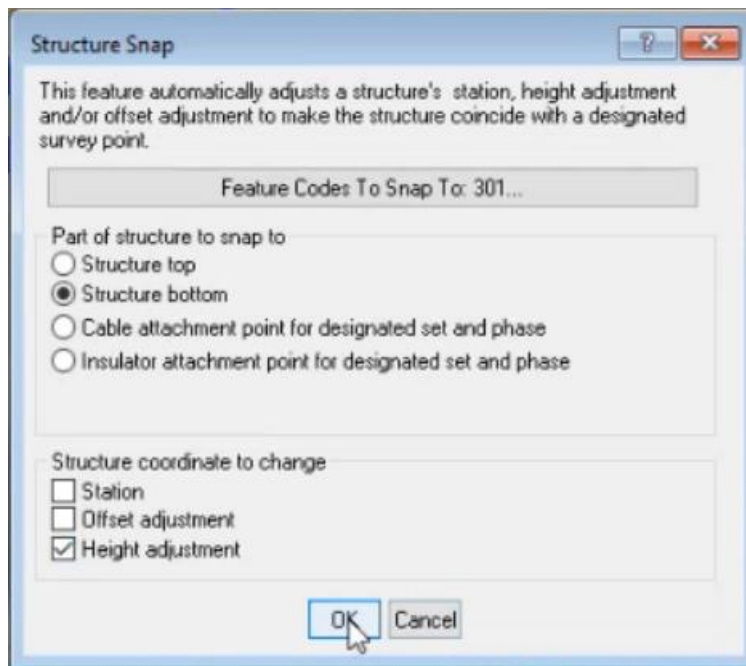 Structure Snap
This feature automatically adjusts a structure's station, height adjustment
and/or offset adjustment to make the structure coincide with a designated
survey point.
Feature Codes To Snap To: 301...
Part of structure to snap to
Structure top
Structure bottom
Cable attachment point for designated set and phase
Insulator attachment point for designated set and phase
Structure coordinate to change
Station
Offset adjustment
Height adjustment
OK Cancel